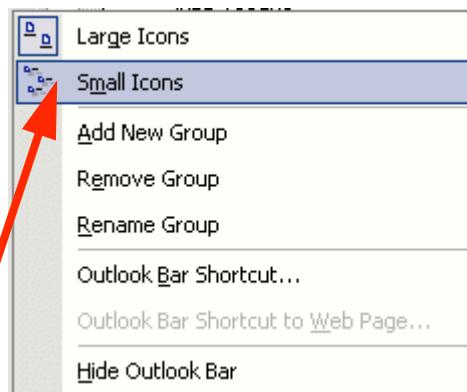 Large Icons
Small Icons
Add New Group
Remove Group
Rename Group
Outlook Bar Shortcut...
Outlook Bar Shortcut to Web Page...
Hide Outlook Bar